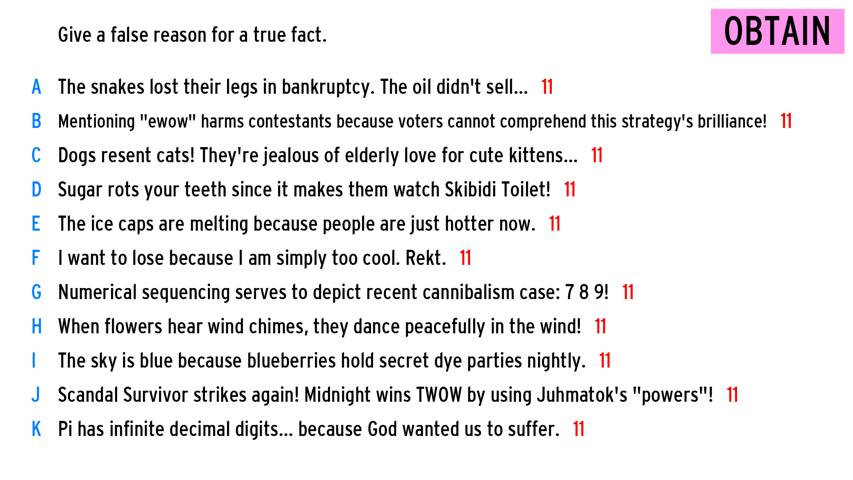 Give a false reason for a true fact.
OBTAIN
A The snakes lost their legs in bankruptcy. The oil didn't sell... 11
B Mentioning "ewow" harms contestants because voters cannot comprehend this strategy's brilliance! 11
C Dogs resent cats! They're jealous of elderly love for cute kittens... 11
D Sugar rots your teeth since it makes them watch Skibidi Toilet! 11
E The ice caps are melting because people are just hotter now. 11
F I want to lose because I am simply too cool. Rekt. 11
G Numerical sequencing serves to depict recent cannibalism case: 7 8 9! 11
H When flowers hear wind chimes, they dance peacefully in the wind! 11
I The sky is blue because blueberries hold secret dye parties nightly. 11
J Scandal Survivor strikes again! Midnight wins TWOW by using Juhmatok's "powers"! 11
K Pi has infinite decimal digits... because God wanted us to suffer. 11